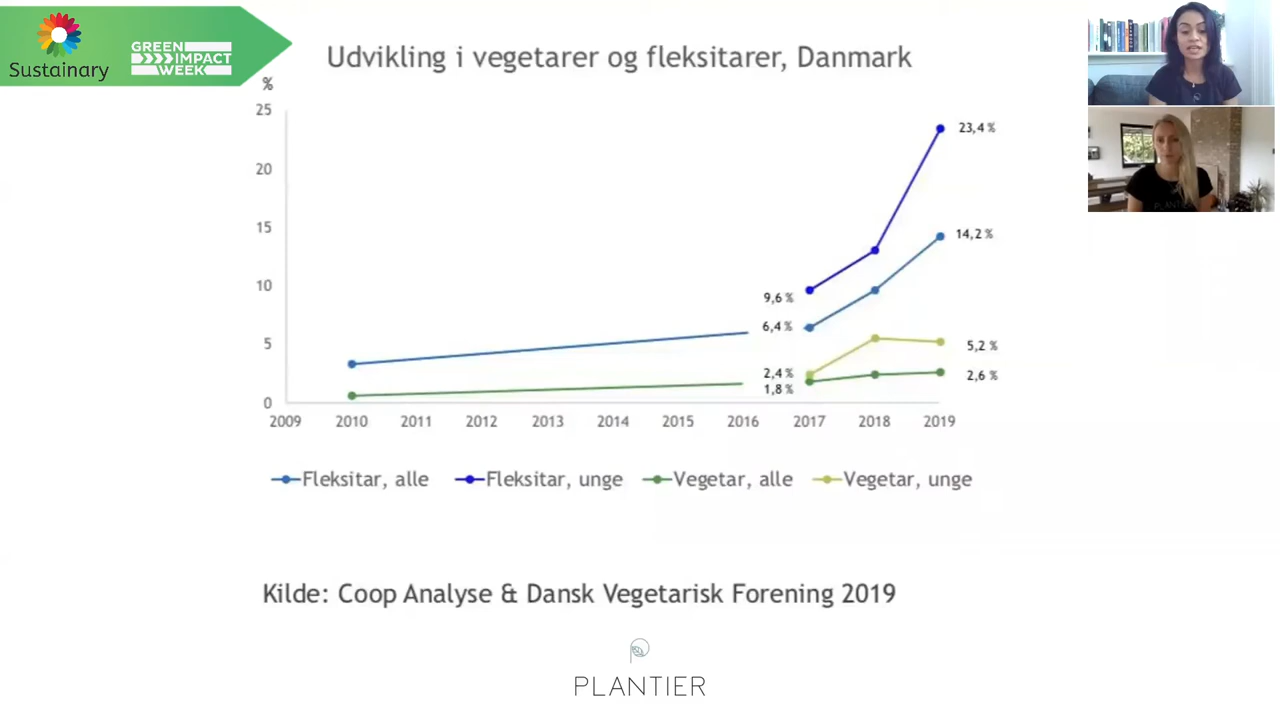 Sustainary
GREEN
IMPACT
WEEK
Udvikling i vegetarer og fleksitarer, Danmark
%
25
20
15
10
5
0
23,4 %
14,2 %
9,6 %
6,4 %
5,2 %
2,4 %
2,6 %
1,8 %
2009 2010 2011 2012 2013 2014 2015 2016 2017 2018 2019
Fleksitar, alle Fleksitar, unge Vegetar, alle Vegetar, unge
Kilde: Coop Analyse & Dansk Vegetarisk Forening 2019
PLANTIER
PLANTIER